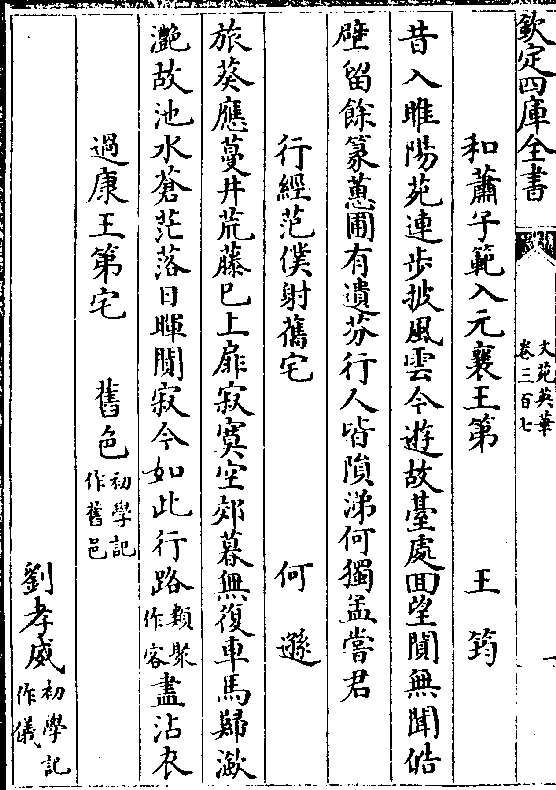 欽定四庫全書
文苑英華
卷三百七
和蕭子範入元襄王第 王筠
昔入睢陽苑連步披風雲今遊故臺處回望闃無聞皓
壁留餘篆蕙圃有遺芬行人皆隕涕何獨孟嘗君
行經范僕射舊宅 何遜
旅葵應蔓井荒藤巳上扉寂寞空郊暮無復車馬歸潋
灧故池水蒼茫落日暉闃寂今如此行路類聚作客盡沾衣
過康王第宅 舊色初學記作舊邑
劉孝威初學記作儀